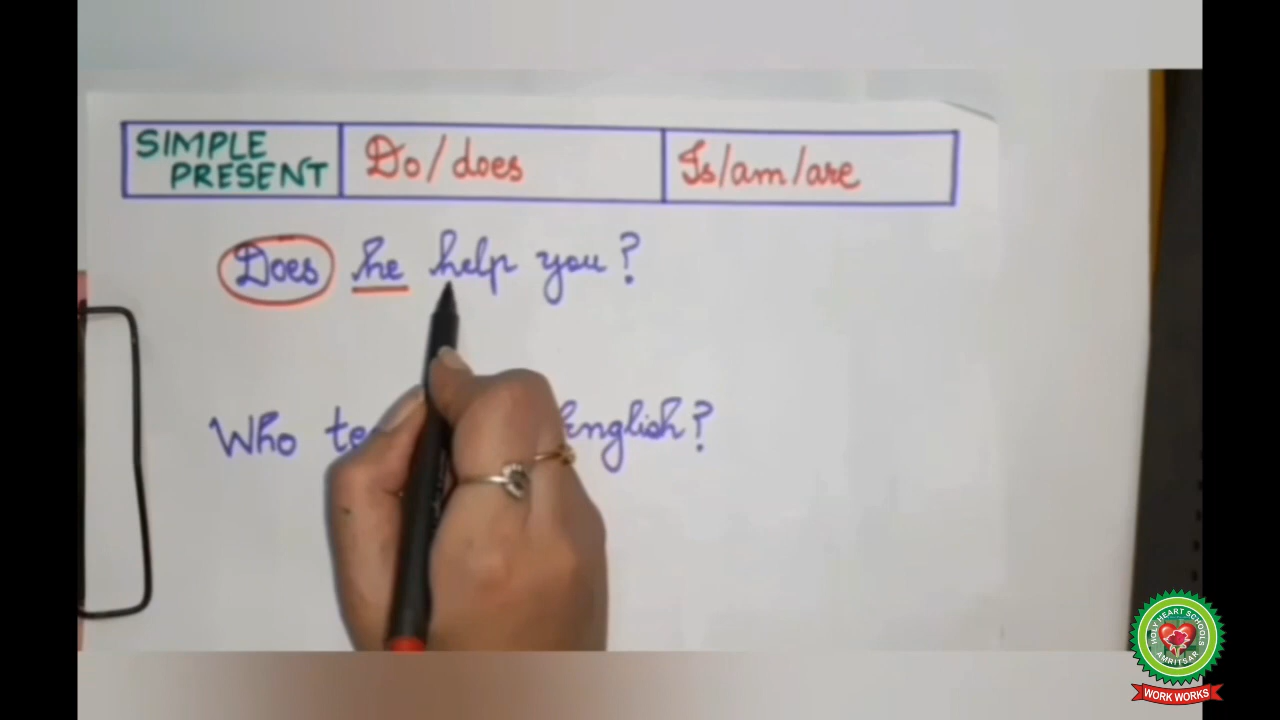 SIMPLE
PRESENT
Do/does
Is/am/are
Does he help you?
Who English?
HOLY HEART SCHOOLS
AMRITSAR
WORK WORKS